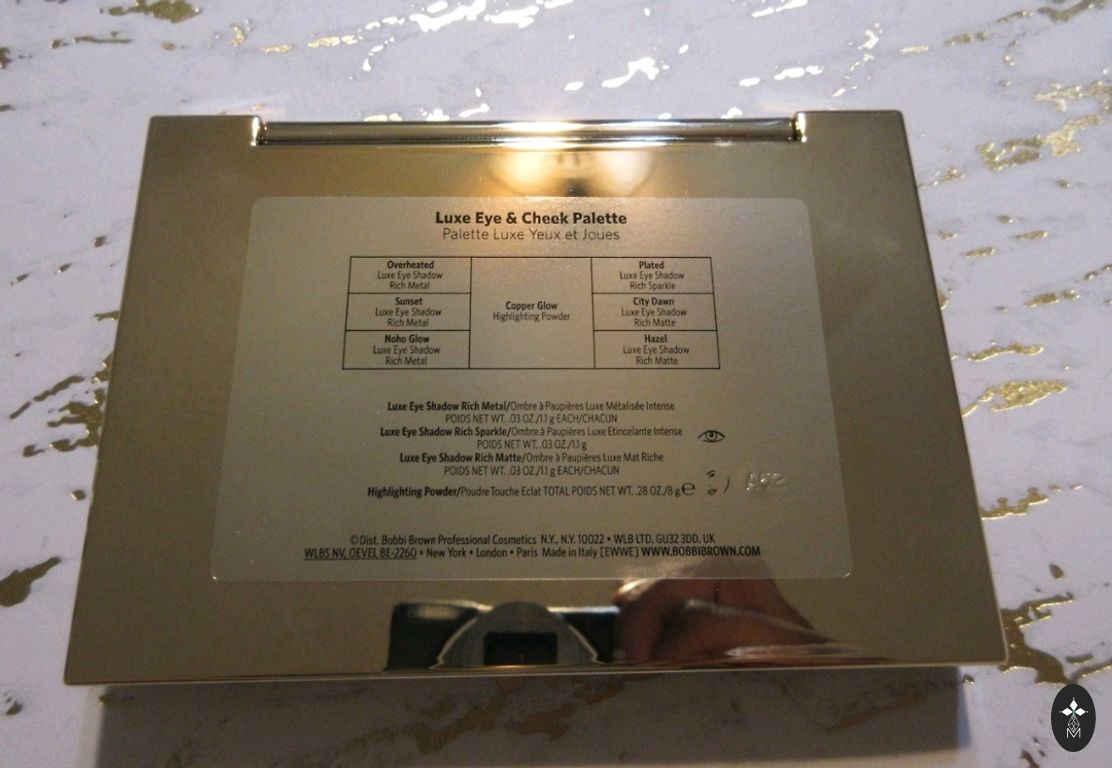 Luxe Eye & Cheek Palette
Palette Luxe Yeux et Joues
Overheated
Luxe Eye Shadow
Rich Metal
Sunset
Luxe Eye Shadow
Rich Metal
Noho Glow
Luxe Eye Shadow
Rich Metal
Copper Glow
Highlighting Powder
Plated
Luxe Eye Shadow
Rich Sparkle
City Dawn
Luxe Eye Shadow
Rich Matte
Hazel
Luxe Eye Shadow
Rich Matte
Luxe Eye Shadow Rich Metal/Ombre à Paupières Luxe Métalisée Intense
POIDS NET WT. .03 OZ./1.1 g EACH/CHACUN
Luxe Eye Shadow Rich Sparkle/Ombre à Paupières Luxe Etincelante Intense
POIDS NET WT. .03 OZ./1.1 g
Luxe Eye Shadow Rich Matte/Ombre à Paupières Luxe Mat Riche
POIDS NET WT. .03 OZ./1.1 g EACH/CHACUN
Highlighting Powder/Poudre Touche Eclat TOTAL POIDS NET WT. .28 OZ./8 g ℮
© Dist. Bobbi Brown Professional Cosmetics N.Y., N.Y. 10022 • WLB LTD, GU32 3DD, UK
WLBS NV, OEVEL BE-2260 • New York • London • Paris Made in Italy [EWWE] WWW.BOBBIBROWN.COM
M